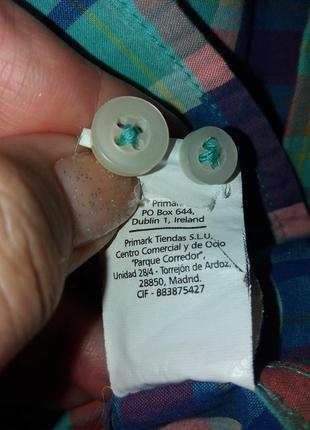 Primark
PO Box 644,
Dublin 1, Ireland
Primark Tiendas S.L.U,
Centro Comercial y de Ocio
"Parque Corredor",
Unidad 28/4 - Torrejón de Ardoz,
28850, Madrid.
CIF - B83875427